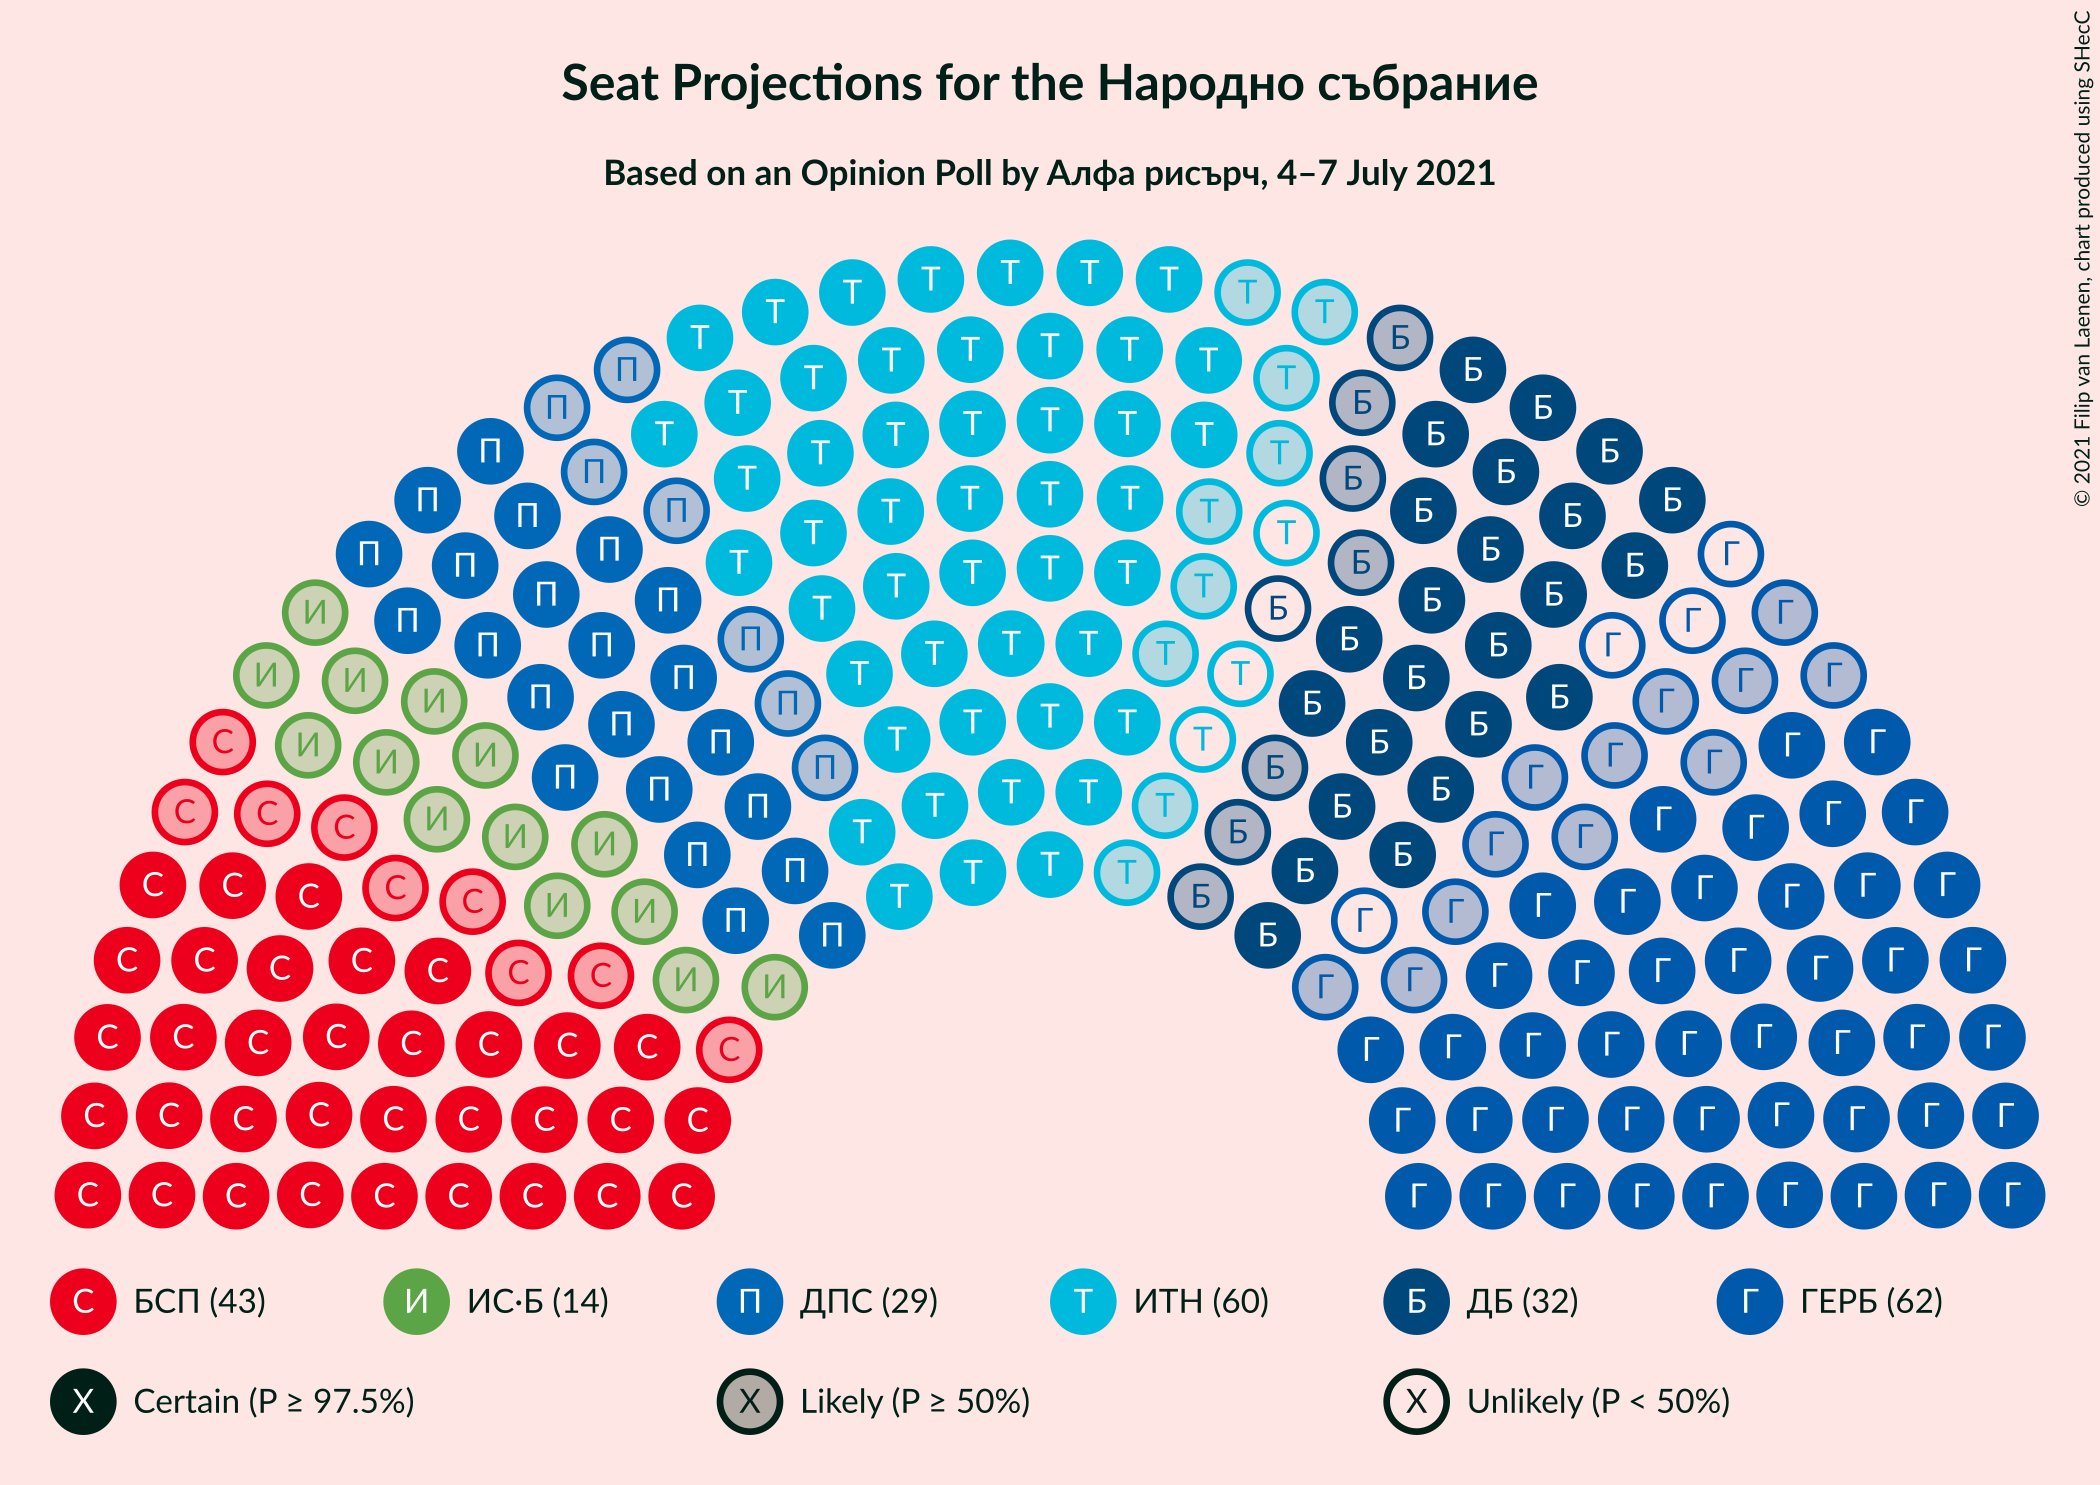 Seat Projections for the Народно събрание
Based on an Opinion Poll by Алфа рисърч, 4–7 July 2021
© 2021 Filip van Laenen, chart produced using SHecC
С БСП (43) И ИС·Б (14) П ДПС (29) Т ИТН (60) Б ДБ (32) Г ГЕРБ (62)
X Certain (P ≥ 97.5%) X Likely (P ≥ 50%) X Unlikely (P < 50%)